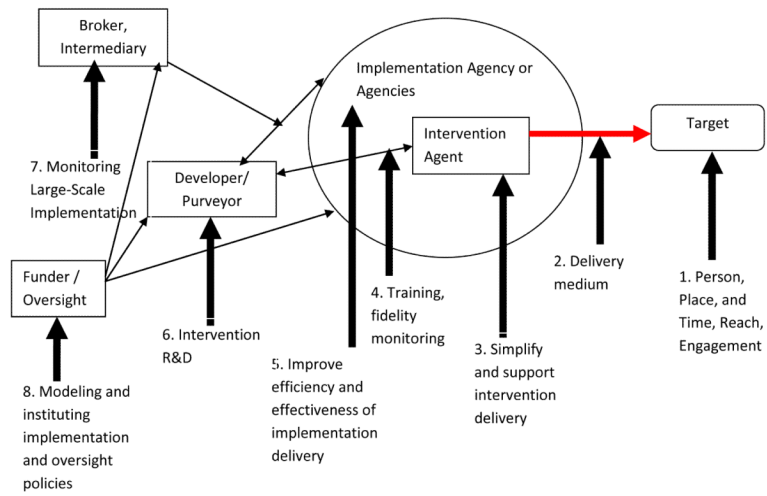 Broker,
Intermediary
Implementation Agency or
Agencies
Intervention
Agent
Target
7. Monitoring
Large-Scale
Implementation
Developer/
Purveyor
Funder /
Oversight
8. Modeling and
instituting
implementation
and oversight
policies
6. Intervention
R&D
5. Improve
efficiency and
effectiveness of
implementation
delivery
4. Training,
fidelity
monitoring
3. Simplify
and support
intervention
delivery
2. Delivery
medium
1. Person,
Place, and
Time, Reach,
Engagement